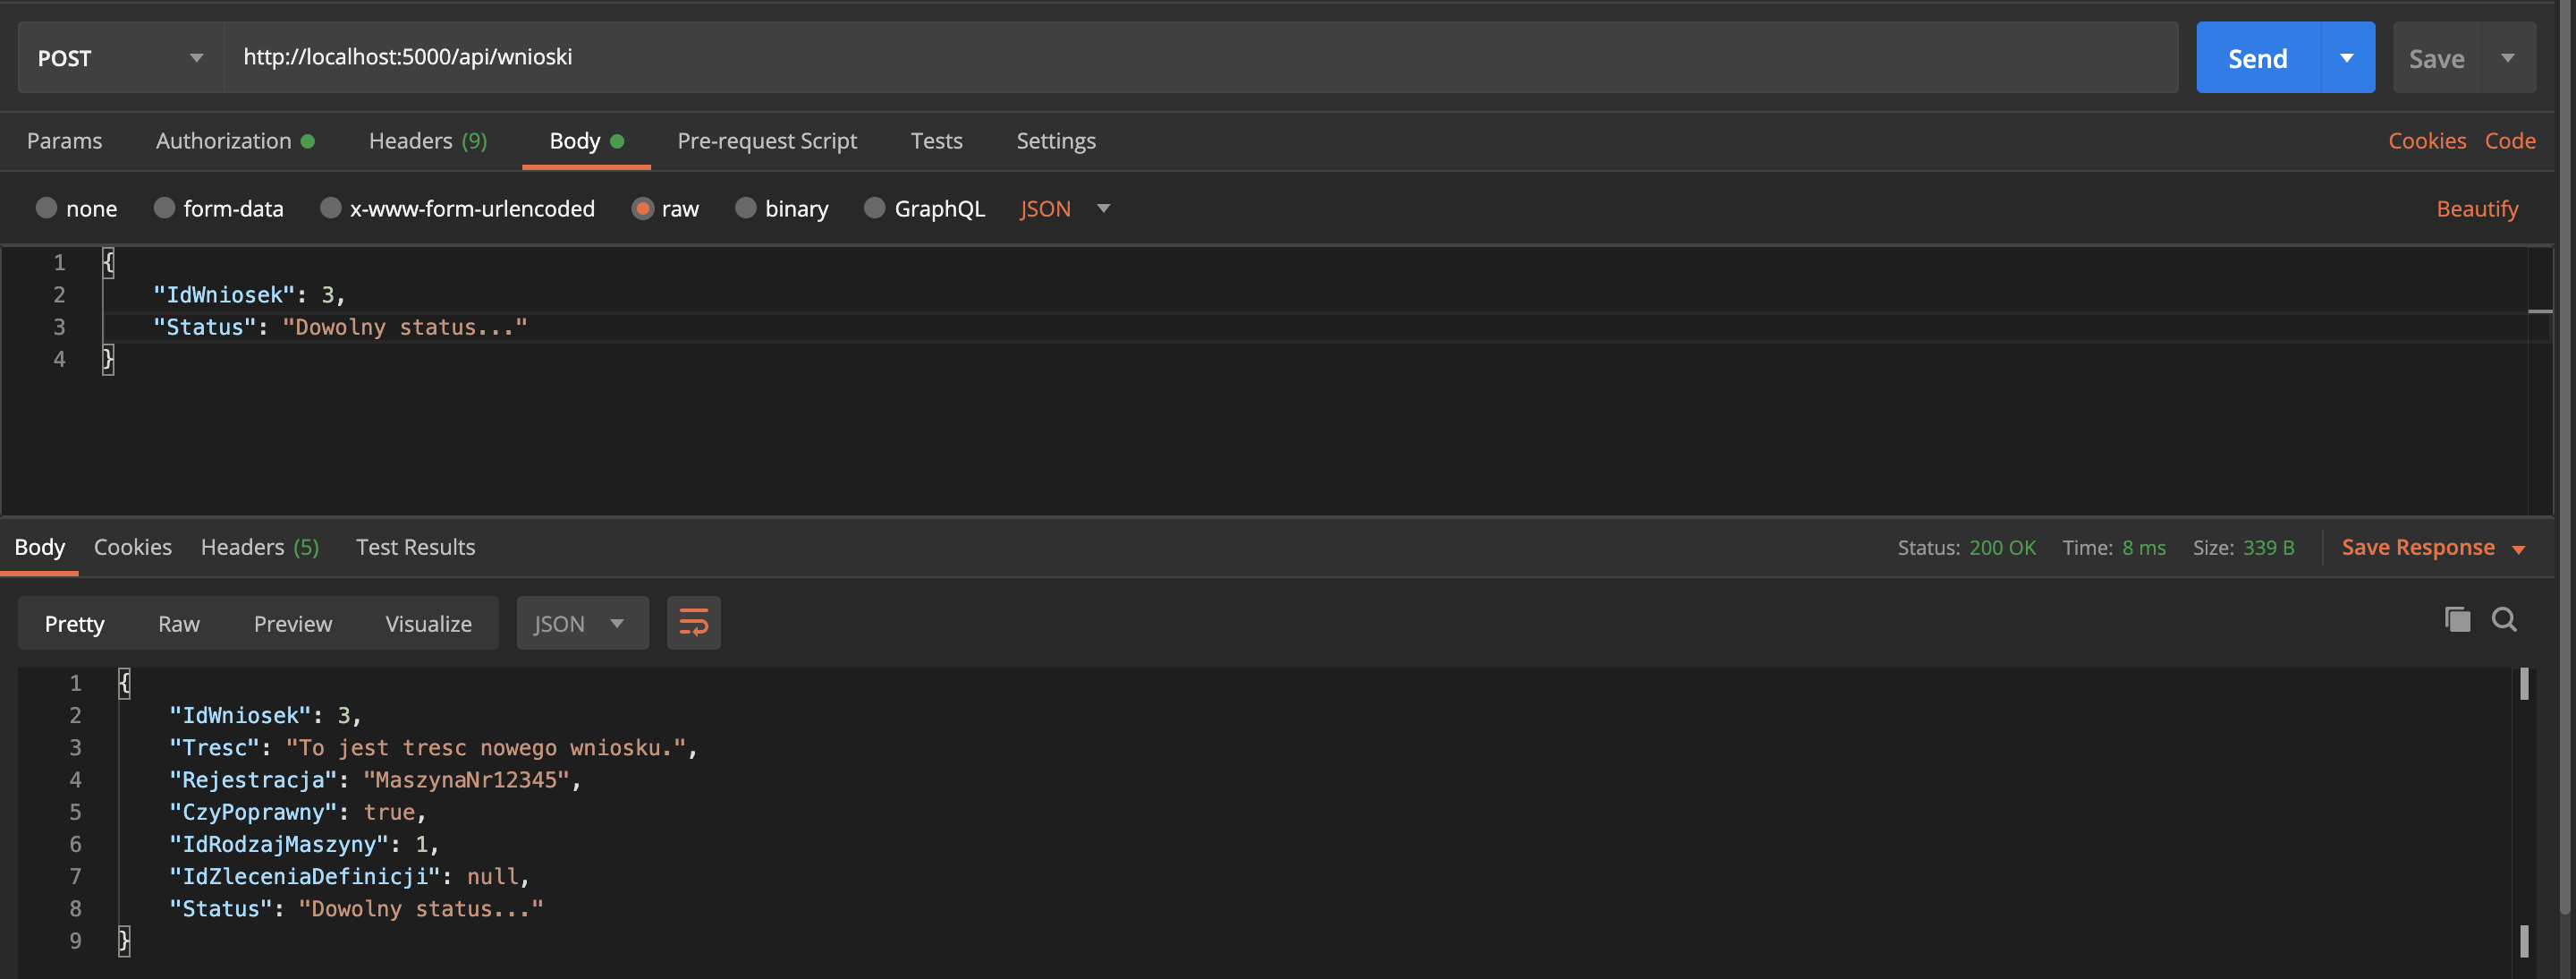 POST http://localhost:5000/api/wnioski Send Save
Params Authorization Headers (9) Body Pre-request Script Tests Settings Cookies Code
none form-data x-www-form-urlencoded raw binary GraphQL JSON Beautify
1 {
2 "IdWniosek": 3,
3 "Status": "Dowolny status..."
4 }
Body Cookies Headers (5) Test Results Status: 200 OK Time: 8 ms Size: 339 B Save Response
Pretty Raw Preview Visualize JSON
1 {
2 "IdWniosek": 3,
3 "Tresc": "To jest tresc nowego wniosku.",
4 "Rejestracja": "MaszynaNr12345",
5 "CzyPoprawny": true,
6 "IdRodzajMaszyny": 1,
7 "IdZleceniaDefinicji": null,
8 "Status": "Dowolny status..."
9 }